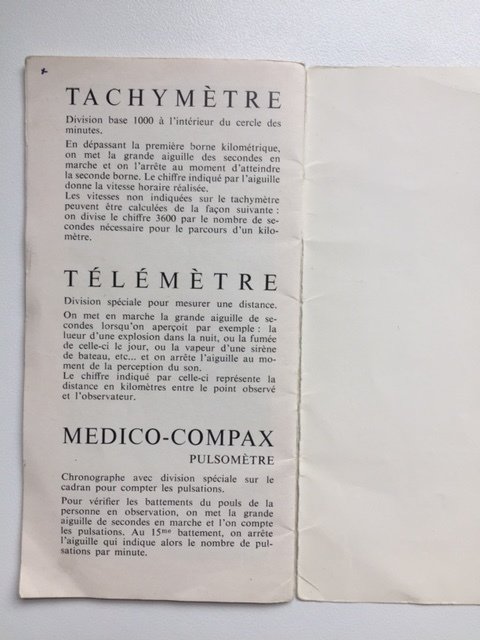 TACHYMÈTRE
Division base 1000 à l'intérieur du cercle des
minutes.
En dépassant la première borne kilométrique,
on met la grande aiguille des secondes en
marche et on l'arrête au moment d'atteindre
la seconde borne. Le chiffre indiqué par l'aiguille
donne la vitesse horaire réalisée.
Les vitesses non indiquées sur le tachymètre
peuvent être calculées de la façon suivante :
on divise le chiffre 3600 par le nombre de se-
condes nécessaire pour le parcours d'un kilo-
mètre.
TÉLÉMÈTRE
Division spéciale pour mesurer une distance.
On met en marche la grande aiguille de se-
condes lorsqu'on aperçoit par exemple : la
lueur d'une explosion dans la nuit, ou la fumée
de celle-ci le jour, ou la vapeur d'une sirène
de bateau, etc... et on arrête l'aiguille au mo-
ment de la perception du son.
Le chiffre indiqué par celle-ci représente la
distance en kilomètres entre le point observé
et l'observateur.
MEDICO-COMPAX
PULSOMÈTRE
Chronographe avec division spéciale sur le
cadran pour compter les pulsations.
Pour vérifier les battements du pouls de la
personne en observation, on met la grande
aiguille de secondes en marche et l'on compte
les pulsations. Au 15me battement, on arrête
l'aiguille qui indique alors le nombre de pul-
sations par minute.